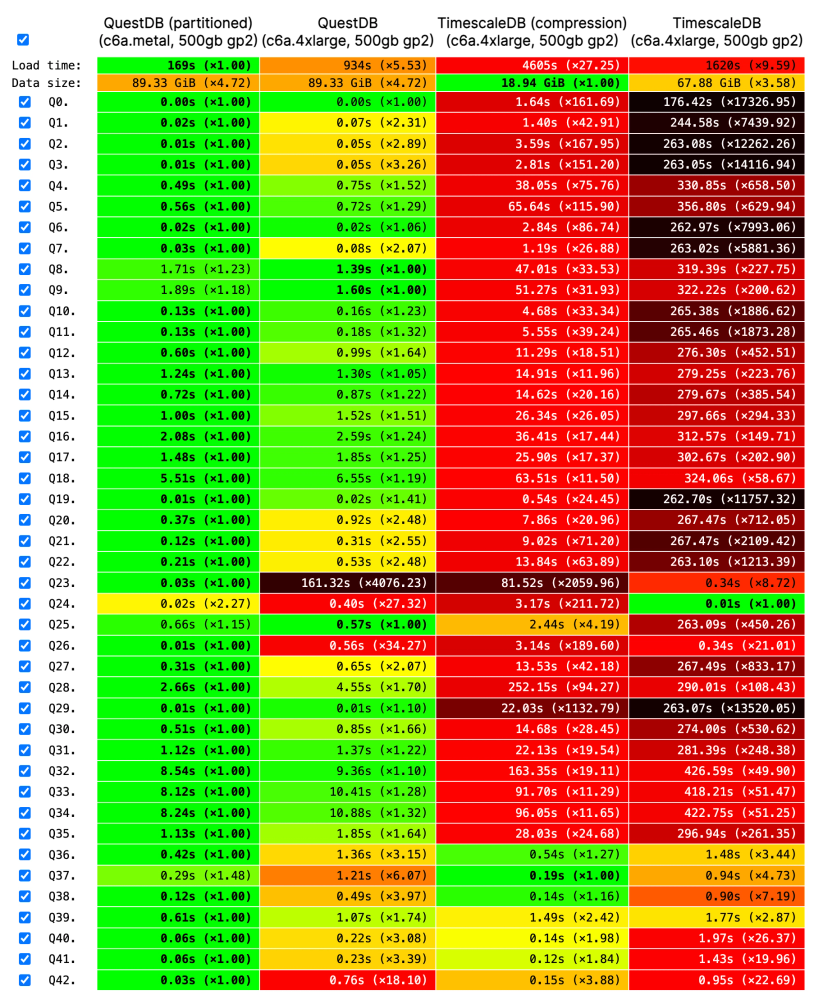 QuestDB (partitioned) QuestDB TimescaleDB (compression) TimescaleDB
(c6a.metal, 500gb gp2) (c6a.4xlarge, 500gb gp2) (c6a.4xlarge, 500gb gp2) (c6a.4xlarge, 500gb gp2)
Load time: 169s (×1.00) 934s (×5.53) 4605s (×27.25) 1620s (×9.59)
Data size: 89.33 GiB (×4.72) 89.33 GiB (×4.72) 18.94 GiB (×1.00) 67.88 GiB (×3.58)
Q0. 0.00s (×1.00) 0.00s (×1.00) 1.64s (×161.69) 176.42s (×17326.95)
Q1. 0.02s (×1.00) 0.07s (×2.31) 1.40s (×42.91) 244.58s (×7439.92)
Q2. 0.01s (×1.00) 0.05s (×2.89) 3.59s (×167.95) 263.08s (×12262.26)
Q3. 0.01s (×1.00) 0.05s (×3.26) 2.81s (×151.20) 263.05s (×14116.94)
Q4. 0.49s (×1.00) 0.75s (×1.52) 38.05s (×75.76) 330.85s (×658.50)
Q5. 0.56s (×1.00) 0.72s (×1.29) 65.64s (×115.90) 356.80s (×629.94)
Q6. 0.02s (×1.00) 0.02s (×1.06) 2.84s (×86.74) 262.97s (×7993.06)
Q7. 0.03s (×1.00) 0.08s (×2.07) 1.19s (×26.88) 263.02s (×5881.36)
Q8. 1.71s (×1.23) 1.39s (×1.00) 47.01s (×33.53) 319.39s (×227.75)
Q9. 1.89s (×1.18) 1.60s (×1.00) 51.27s (×31.93) 322.22s (×200.62)
Q10. 0.13s (×1.00) 0.16s (×1.23) 4.68s (×33.34) 265.38s (×1886.62)
Q11. 0.13s (×1.00) 0.18s (×1.32) 5.55s (×39.24) 265.46s (×1873.28)
Q12. 0.60s (×1.00) 0.99s (×1.64) 11.29s (×18.51) 276.30s (×452.51)
Q13. 1.24s (×1.00) 1.30s (×1.05) 14.91s (×11.96) 279.25s (×223.76)
Q14. 0.72s (×1.00) 0.87s (×1.22) 14.62s (×20.16) 279.67s (×385.54)
Q15. 1.00s (×1.00) 1.52s (×1.51) 26.34s (×26.05) 297.66s (×294.33)
Q16. 2.08s (×1.00) 2.59s (×1.24) 36.41s (×17.44) 312.57s (×149.71)
Q17. 1.48s (×1.00) 1.85s (×1.25) 25.90s (×17.37) 302.67s (×202.90)
Q18. 5.51s (×1.00) 6.55s (×1.19) 63.51s (×11.50) 324.06s (×58.67)
Q19. 0.01s (×1.00) 0.02s (×1.41) 0.54s (×24.45) 262.70s (×11757.32)
Q20. 0.37s (×1.00) 0.92s (×2.48) 7.86s (×20.96) 267.47s (×712.05)
Q21. 0.12s (×1.00) 0.31s (×2.55) 9.02s (×71.20) 267.47s (×2109.42)
Q22. 0.21s (×1.00) 0.53s (×2.48) 13.84s (×63.89) 263.10s (×1213.39)
Q23. 0.03s (×1.00) 161.32s (×4076.23) 81.52s (×2059.96) 0.34s (×8.72)
Q24. 0.02s (×2.27) 0.40s (×27.32) 3.17s (×211.72) 0.01s (×1.00)
Q25. 0.66s (×1.15) 0.57s (×1.00) 2.44s (×4.19) 263.09s (×450.26)
Q26. 0.01s (×1.00) 0.56s (×34.27) 3.14s (×189.60) 0.34s (×21.01)
Q27. 0.31s (×1.00) 0.65s (×2.07) 13.53s (×42.18) 267.49s (×833.17)
Q28. 2.66s (×1.00) 4.55s (×1.70) 252.15s (×94.27) 290.01s (×108.43)
Q29. 0.01s (×1.00) 0.01s (×1.10) 22.03s (×1132.79) 263.07s (×13520.05)
Q30. 0.51s (×1.00) 0.85s (×1.66) 14.68s (×28.45) 274.00s (×530.62)
Q31. 1.12s (×1.00) 1.37s (×1.22) 22.13s (×19.54) 281.39s (×248.38)
Q32. 8.54s (×1.00) 9.36s (×1.10) 163.35s (×19.11) 426.59s (×49.90)
Q33. 8.12s (×1.00) 10.41s (×1.28) 91.70s (×11.29) 418.21s (×51.47)
Q34. 8.24s (×1.00) 10.88s (×1.32) 96.05s (×11.65) 422.75s (×51.25)
Q35. 1.13s (×1.00) 1.85s (×1.64) 28.03s (×24.68) 296.94s (×261.35)
Q36. 0.42s (×1.00) 1.36s (×3.15) 0.54s (×1.27) 1.48s (×3.44)
Q37. 0.29s (×1.48) 1.21s (×6.07) 0.19s (×1.00) 0.94s (×4.73)
Q38. 0.12s (×1.00) 0.49s (×3.97) 0.14s (×1.16) 0.90s (×7.19)
Q39. 0.61s (×1.00) 1.07s (×1.74) 1.49s (×2.42) 1.77s (×2.87)
Q40. 0.06s (×1.00) 0.22s (×3.08) 0.14s (×1.98) 1.97s (×26.37)
Q41. 0.06s (×1.00) 0.23s (×3.39) 0.12s (×1.84) 1.43s (×19.96)
Q42. 0.03s (×1.00) 0.76s (×18.10) 0.15s (×3.88) 0.95s (×22.69)